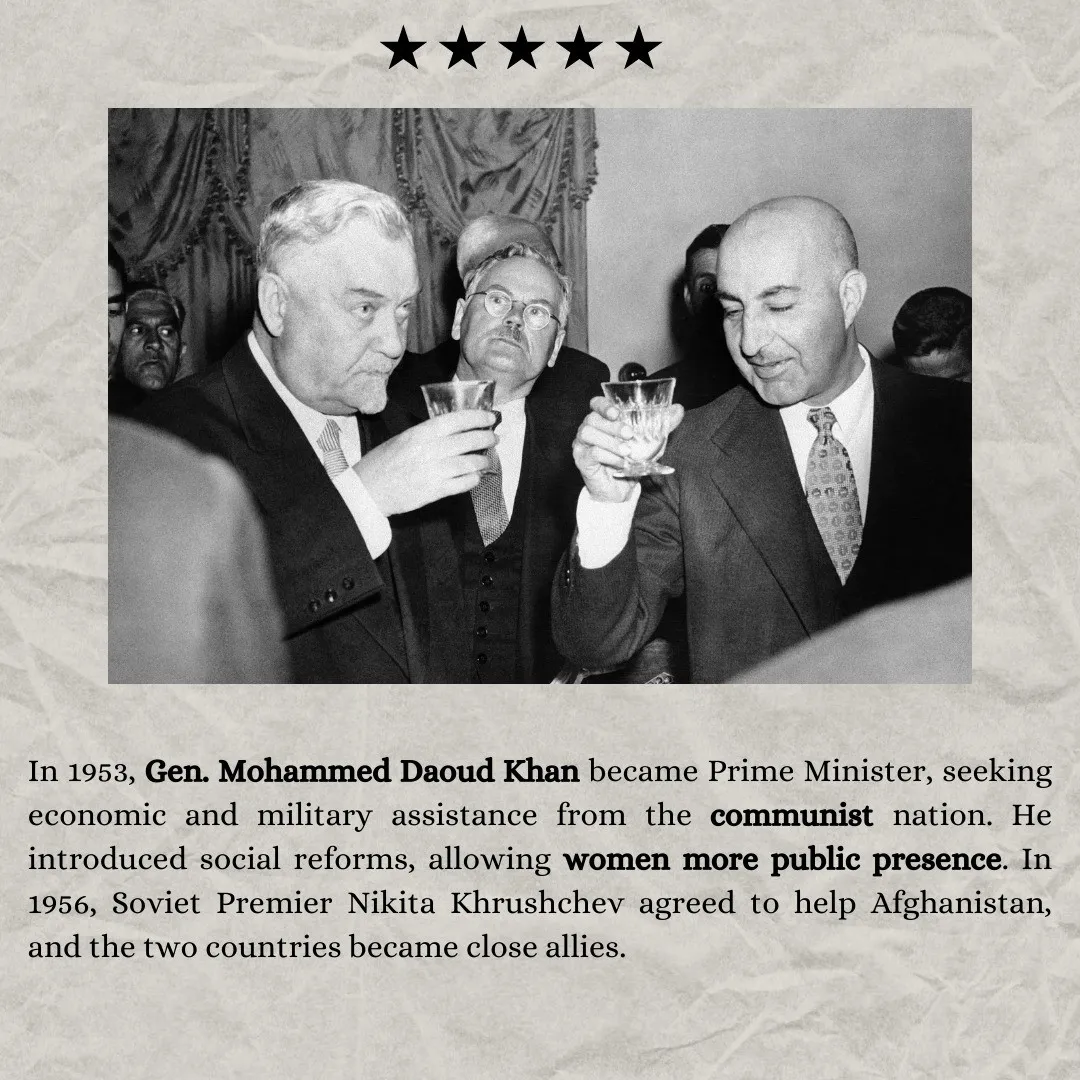 In 1953, Gen. Mohammed Daoud Khan became Prime Minister, seeking
economic and military assistance from the communist nation. He
introduced social reforms, allowing women more public presence. In
1956, Soviet Premier Nikita Khrushchev agreed to help Afghanistan,
and the two countries became close allies.